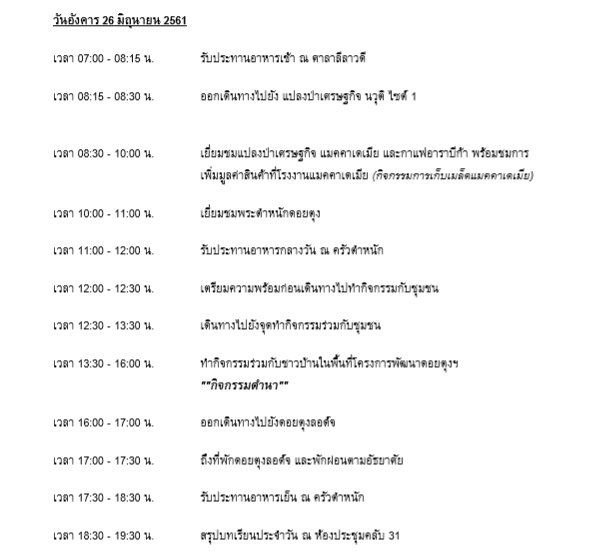 วันอังคาร 26 มิถุนายน 2561
เวลา 07:00 - 08:15 น. รับประทานอาหารเช้า ณ ศาลาลีลาวดี
เวลา 08:15 - 08:30 น. ออกเดินทางไปยัง แปลงป่าเศรษฐกิจ นวุติ ไซต์ 1
เวลา 08:30 - 10:00 น. เยี่ยมชมแปลงป่าเศรษฐกิจ แมคคาเดเมีย และกาแฟอาราบีก้า พร้อมชมการ
เพิ่มมูลค่าสินค้าที่โรงงานแมคคาเดเมีย (กิจกรรมการเก็บเมล็ดแมคคาเดเมีย)
เวลา 10:00 - 11:00 น. เยี่ยมชมพระตำหนักดอยตุง
เวลา 11:00 - 12:00 น. รับประทานอาหารกลางวัน ณ ครัวตำหนัก
เวลา 12:00 - 12:30 น. เตรียมความพร้อมก่อนเดินทางไปทำกิจกรรมกับชุมชน
เวลา 12:30 - 13:30 น. เดินทางไปยังจุดทำกิจกรรมร่วมกับชุมชน
เวลา 13:30 - 16:00 น. ทำกิจกรรมร่วมกับชาวบ้านในพื้นที่โครงการพัฒนาดอยตุงฯ
""กิจกรรมดำนา""
เวลา 16:00 - 17:00 น. ออกเดินทางไปยังดอยตุงลอด์จ
เวลา 17:00 - 17:30 น. ถึงที่พักดอยตุงลอด์จ และพักผ่อนตามอัธยาศัย
เวลา 17:30 - 18:30 น. รับประทานอาหารเย็น ณ ครัวตำหนัก
เวลา 18:30 - 19:30 น. สรุปบทเรียนประจำวัน ณ ห้องประชุมคลับ 31